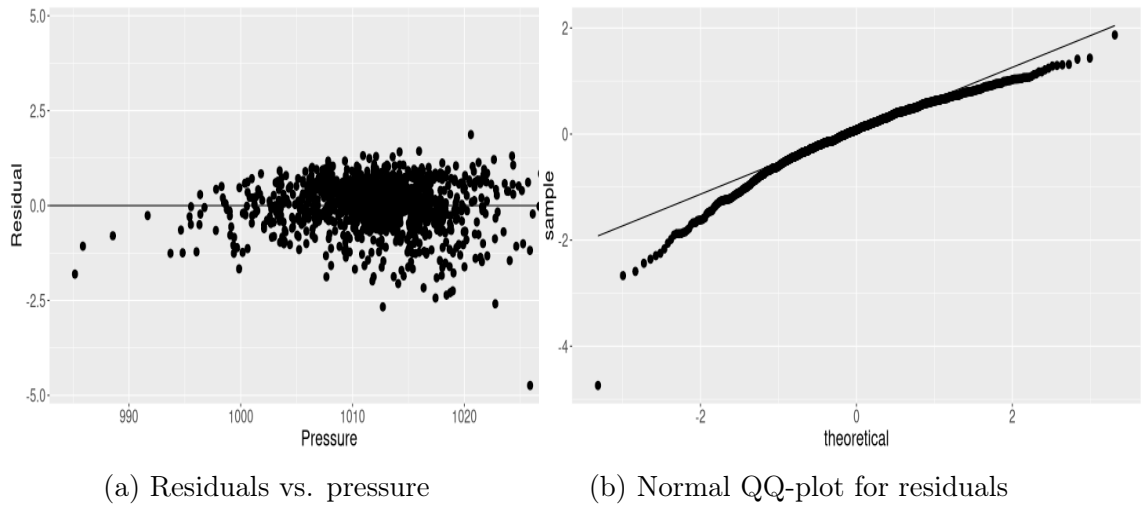 5.0
2.5
0.0
-2.5
-5.0
Residual
990 1000 1010 1020
Pressure
2
0
-2
-4
sample
-2 0 2
theoretical
(a) Residuals vs. pressure
(b) Normal QQ-plot for residuals